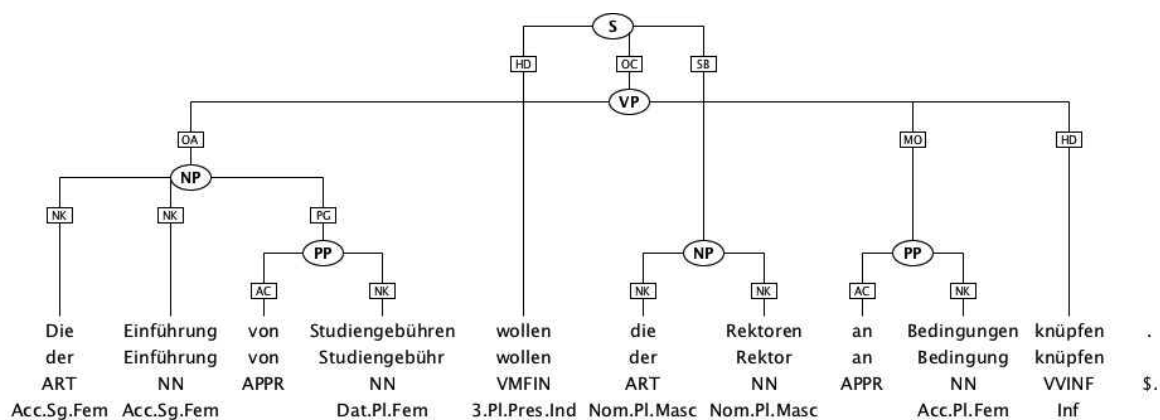 S
HD OC SB
VP
OA MO HD
NP
NK NK PG
PP NP PP
AC NK NK NK AC NK
Die Einführung von Studiengebühren wollen die Rektoren an Bedingungen knüpfen .
der Einführung von Studiengebühr wollen der Rektor an Bedingung knüpfen
ART NN APPR NN VMFIN ART NN APPR NN VVINF $.
Acc.Sg.Fem Acc.Sg.Fem Dat.Pl.Fem 3.Pl.Pres.Ind Nom.Pl.Masc Nom.Pl.Masc Acc.Pl.Fem Inf